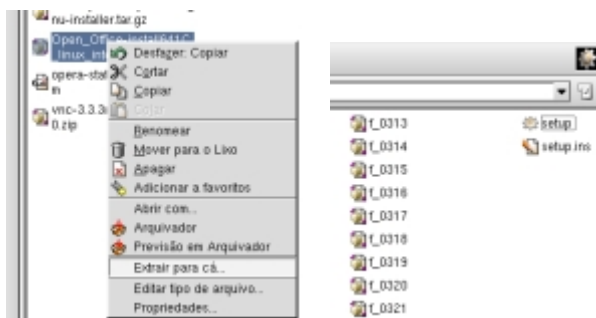 nu-installer.tar.gz
Open_Office-install641C
_linux_int
opera-stat
m
vnc-3.3.3
0.zip
Desfazer: Copiar
Cortar
Copiar
Colar
Renomear
Mover para o Lixo
Apagar
Adicionar a favoritos
Abrir com...
Arquivador
Previsão em Arquivador
Extrair para cá...
Editar tipo de arquivo...
Propriedades...
f_0313
f_0314
f_0315
f_0316
f_0317
f_0318
f_0319
f_0320
f_0321
setup
setup.ins